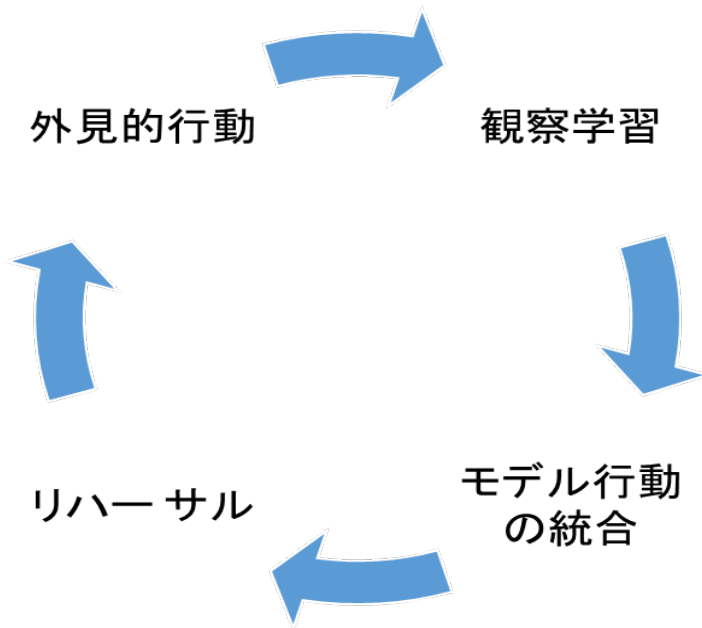 外見的行動
観察学習
リハーサル
モデル行動
の統合